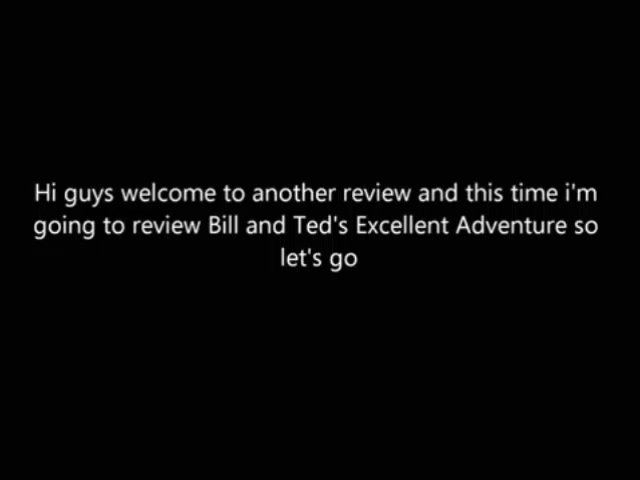 Hi guys welcome to another review and this time i'm
going to review Bill and Ted's Excellent Adventure so
let's go